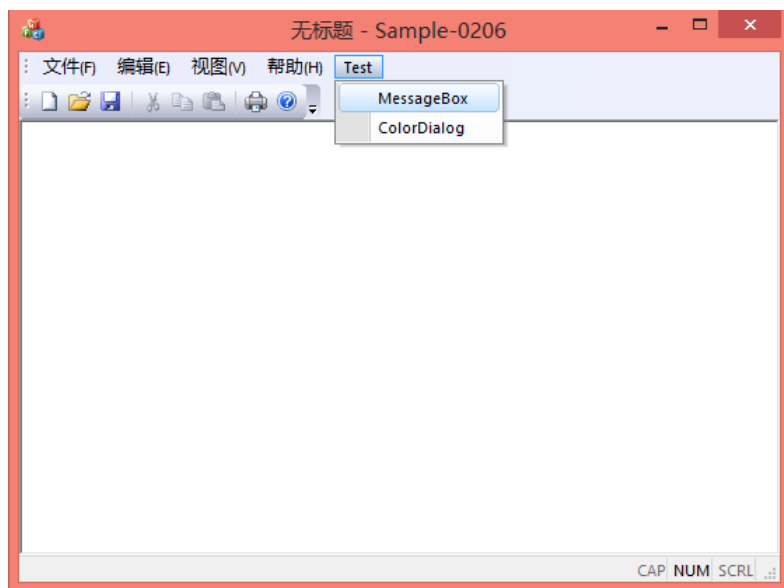 无标题 - Sample-0206
文件(F) 编辑(E) 视图(V) 帮助(H) Test
MessageBox
ColorDialog
CAP NUM SCRL